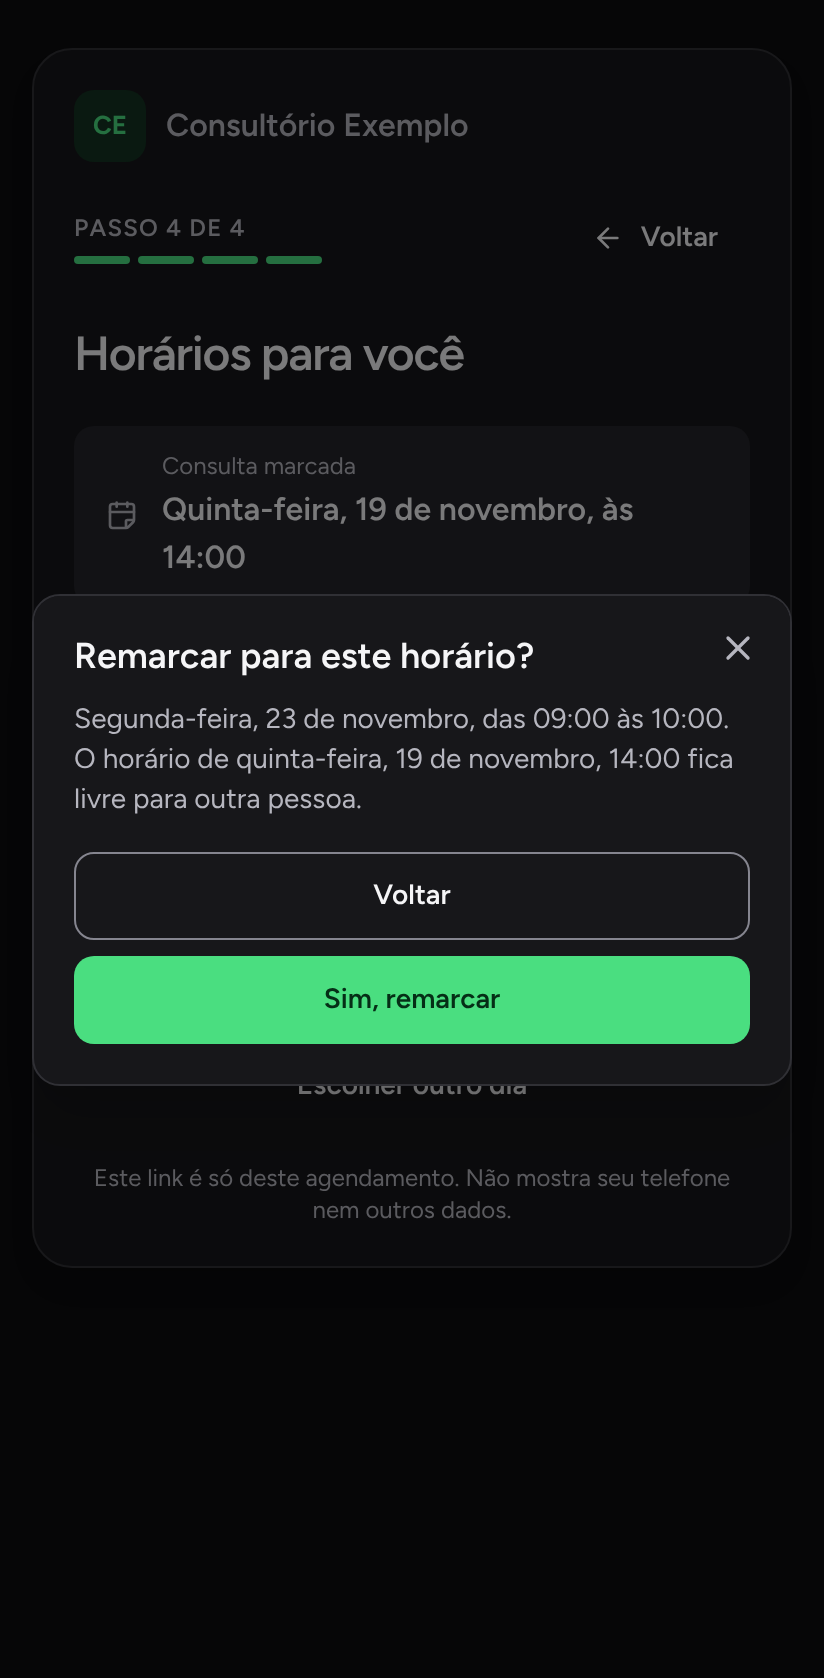 CE
Consultório Exemplo
PASSO 4 DE 4
Voltar
Horários para você
Consulta marcada
Quinta-feira, 19 de novembro, às
14:00
Remarcar para este horário?
Segunda-feira, 23 de novembro, das 09:00 às 10:00.
O horário de quinta-feira, 19 de novembro, 14:00 fica
livre para outra pessoa.
Voltar
Sim, remarcar
Escolher outro dia
Este link é só deste agendamento. Não mostra seu telefone
nem outros dados.